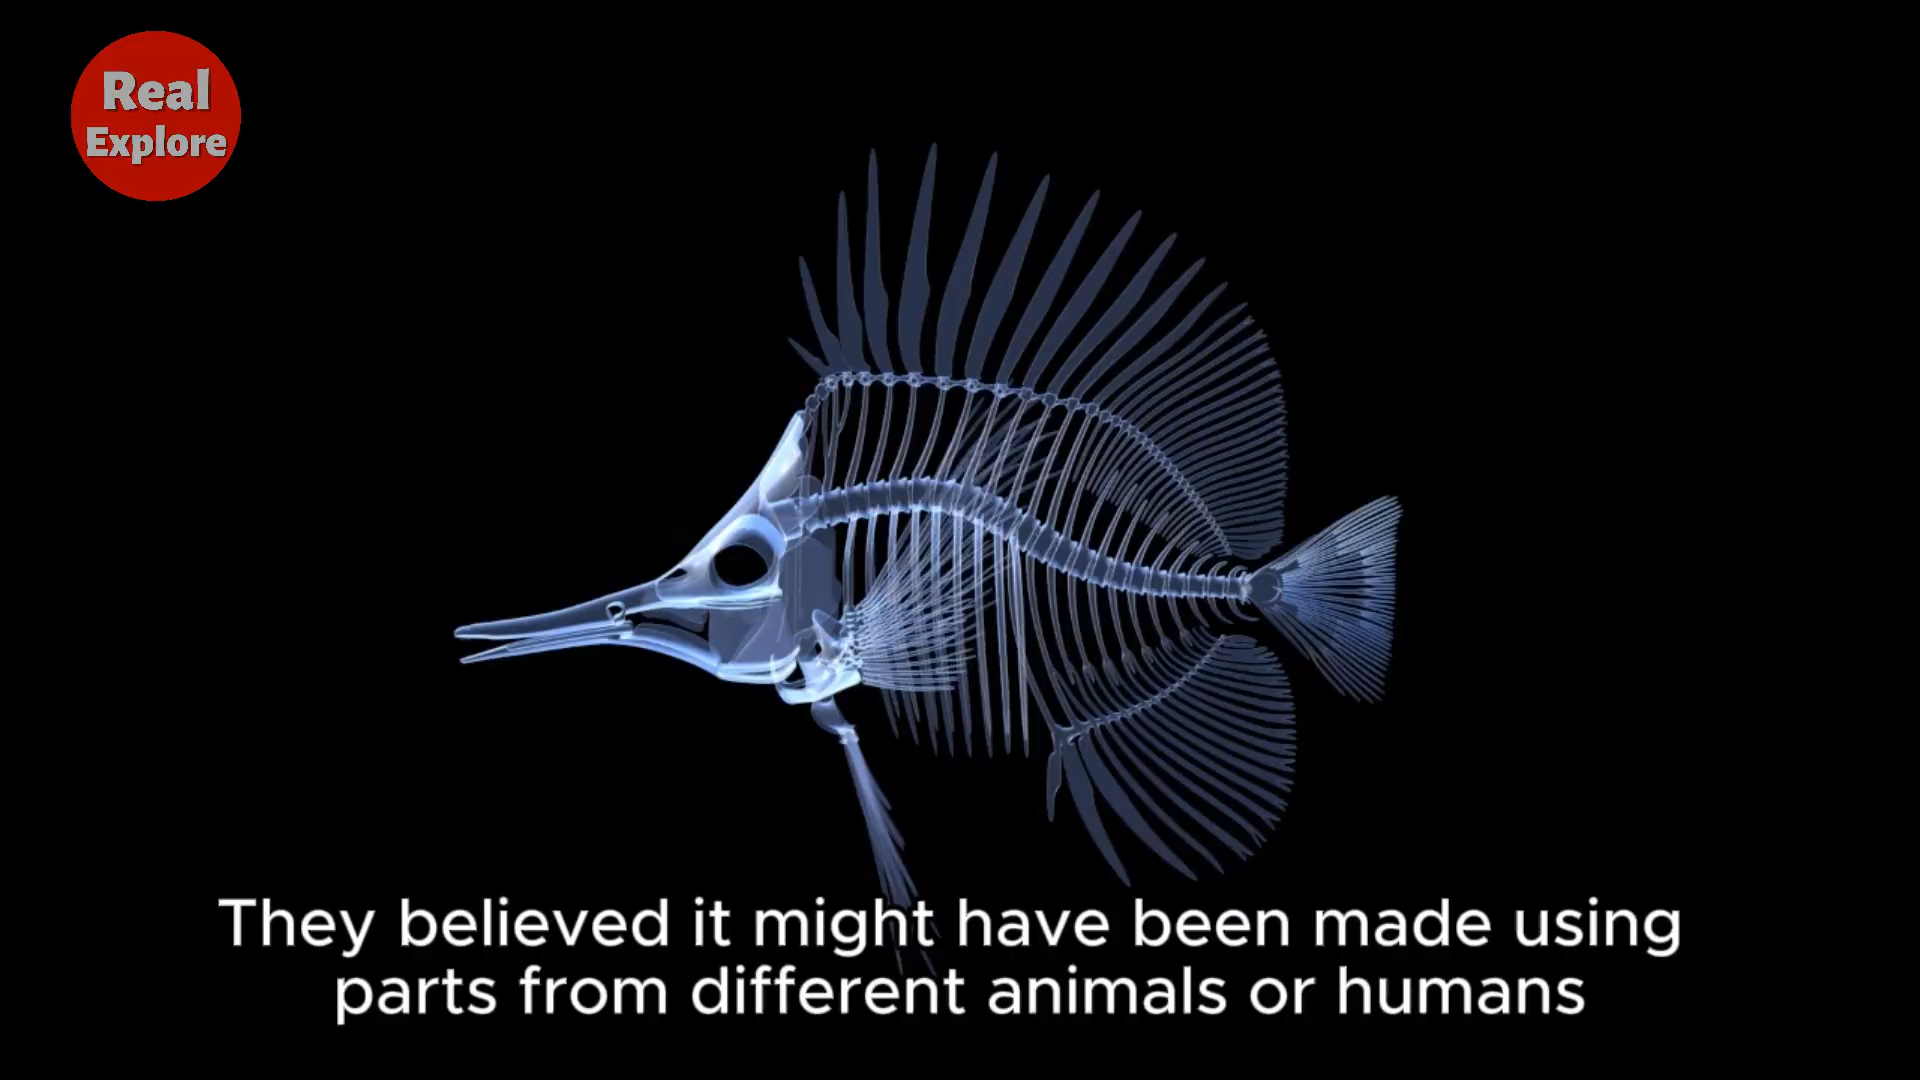 Real
Explore
They believed it might have been made using
parts from different animals or humans